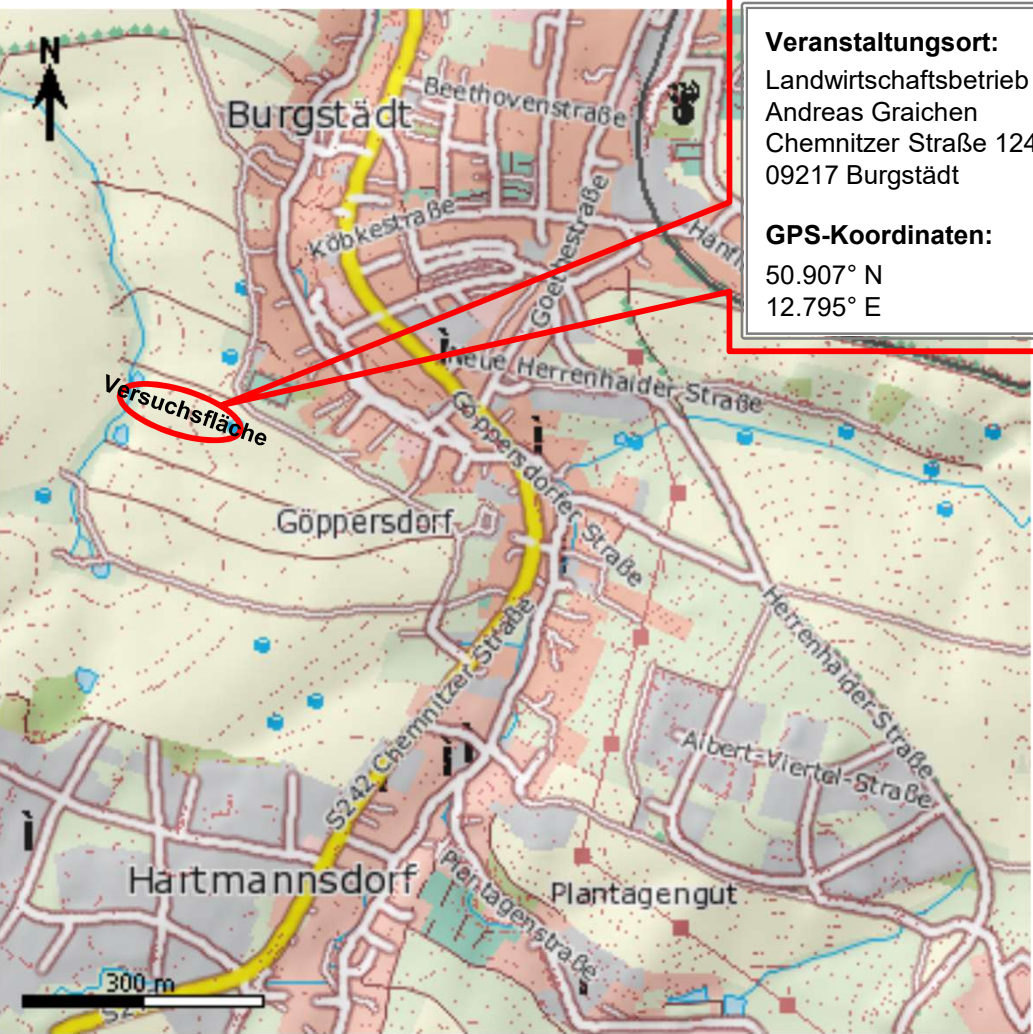 N
Veranstaltungsort:
Landwirtschaftsbetrieb
Andreas Graichen
Chemnitzer Straße 124
09217 Burgstädt
GPS-Koordinaten:
50.907° N
12.795° E
Burgstädt
Beethovenstraße
Köbkestraße
Goethestraße
Hanff
Neue Herrenhaider Straße
Versuchsfläche
Göppersdorfer Straße
Göppersdorf
Herrenhaider-Straße
S242 Chemnitzer Straße
Albert-Viertel-Straße
Hartmannsdorf
Plantagenstraße
Plantagengut
300 m